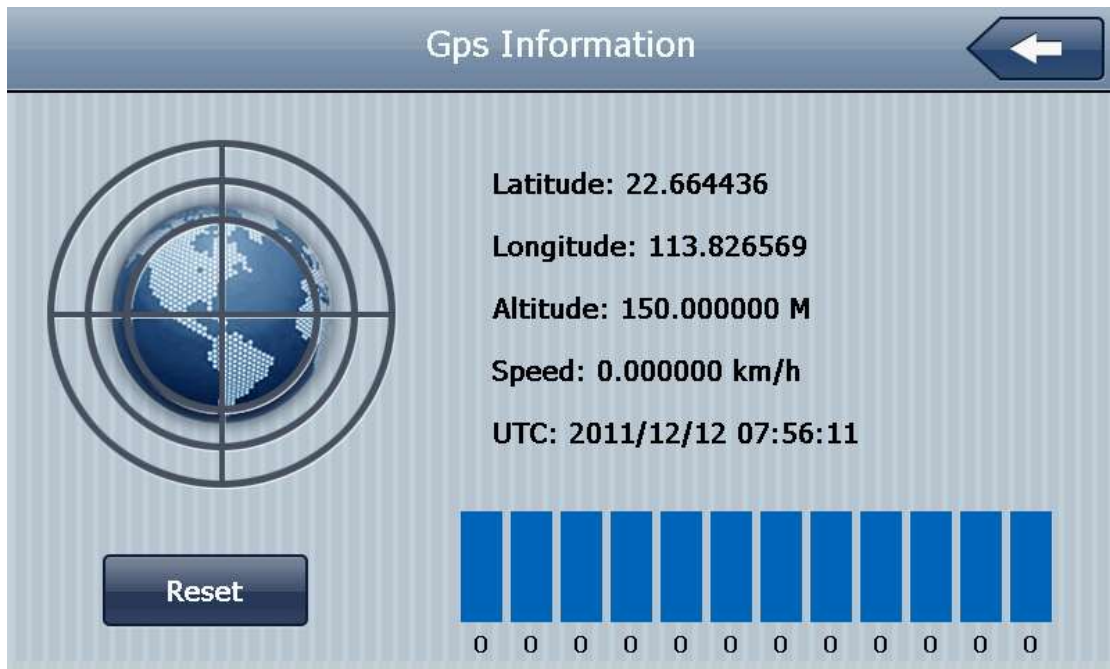 Gps Information
Latitude: 22.664436
Longitude: 113.826569
Altitude: 150.000000 M
Speed: 0.000000 km/h
UTC: 2011/12/12 07:56:11
Reset
0 0 0 0 0 0 0 0 0 0 0 0